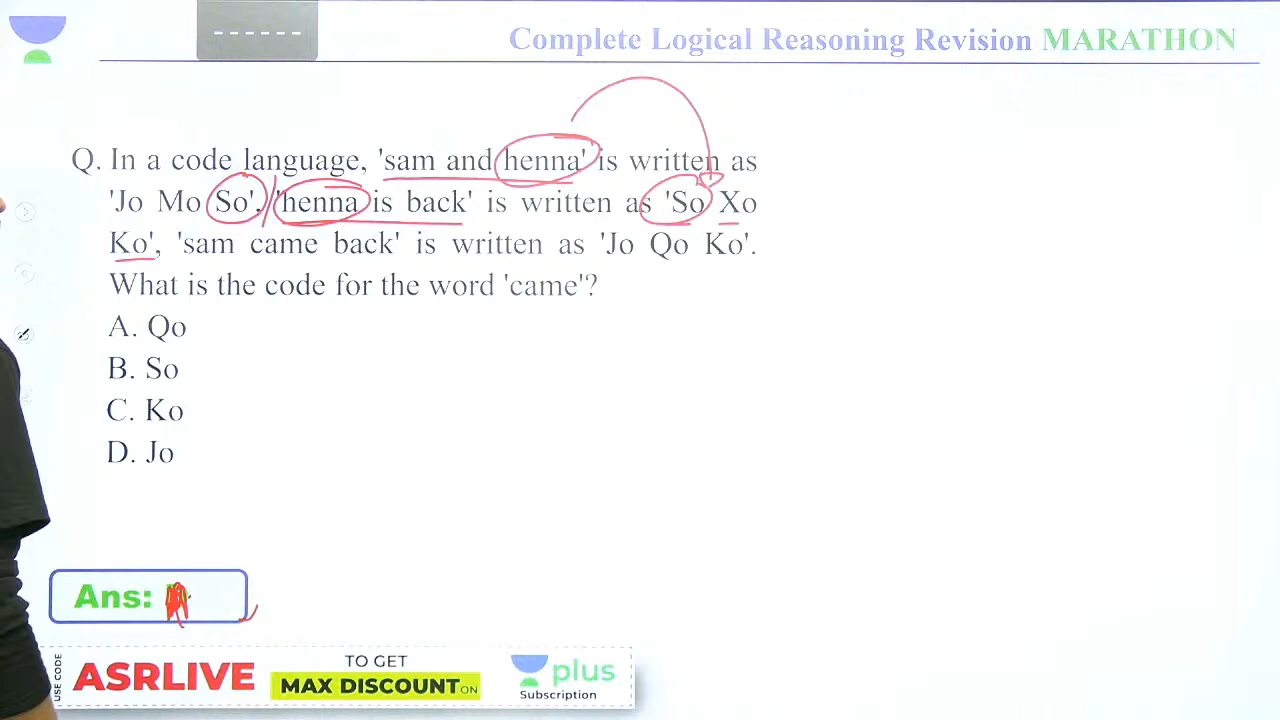 Complete Logical Reasoning Revision MARATHON
Q. In a code language, 'sam and henna' is written as
'Jo Mo So', 'henna is back' is written as 'So Xo
Ko', 'sam came back' is written as 'Jo Qo Ko'.
What is the code for the word 'came'?
A. Qo
B. So
C. Ko
D. Jo
Ans:
USE CODE
ASRLIVE
TO GET
MAX DISCOUNT ON
plus
Subscription